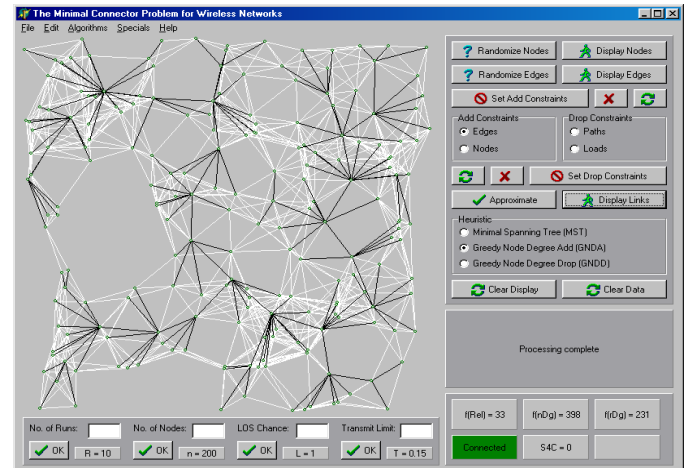 The Minimal Connector Problem for Wireless Networks
File Edit Algorithms Specials Help
Randomize Nodes
Display Nodes
Randomize Edges
Display Edges
Set Add Constraints
Add Constraints
Drop Constraints
Edges
Paths
Nodes
Loads
Set Drop Constraints
Approximate
Display Links
Heuristic
Minimal Spanning Tree (MST)
Greedy Node Degree Add (GNDA)
Greedy Node Degree Drop (GNDD)
Clear Display
Clear Data
Processing complete
f(Rel) = 33
f(nDg) = 398
f(rDg) = 231
Connected
S4C = 0
No. of Runs:
No. of Nodes:
LOS Chance:
Transmit Limit:
OK
R = 10
OK
n = 200
OK
L = 1
OK
T = 0.15